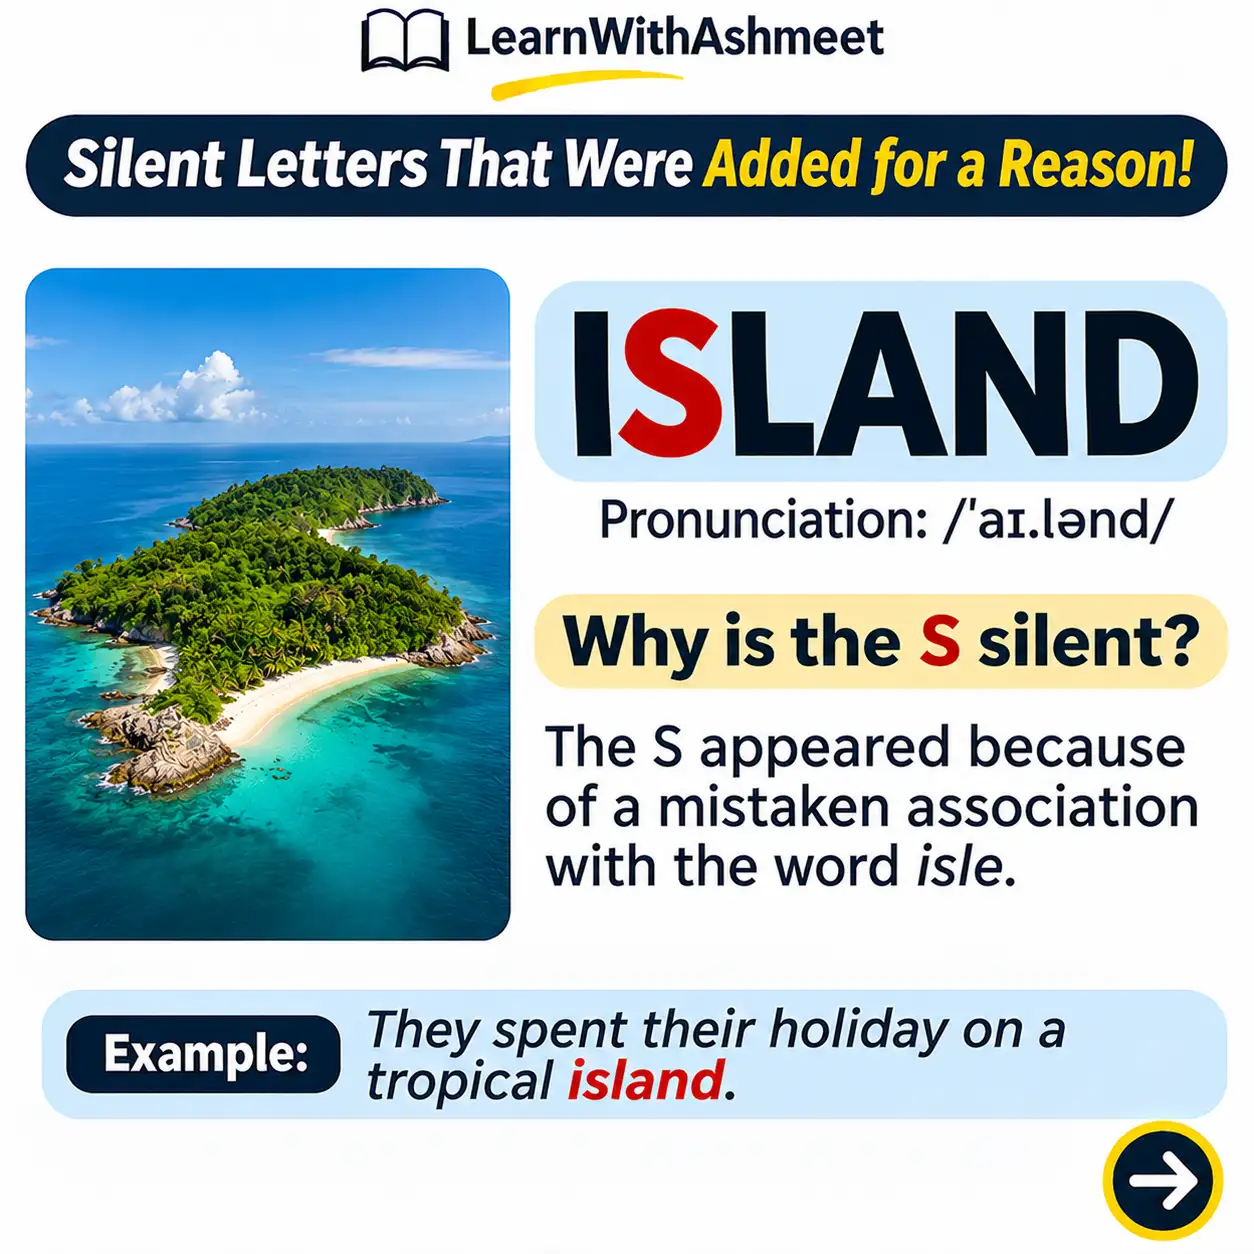 LearnWithAshmeet
Silent Letters That Were Added for a Reason!
ISLAND
Pronunciation: /ˈaɪ.lənd/
Why is the S silent?
The S appeared because
of a mistaken association
with the word isle.
Example:
They spent their holiday on a
tropical island.